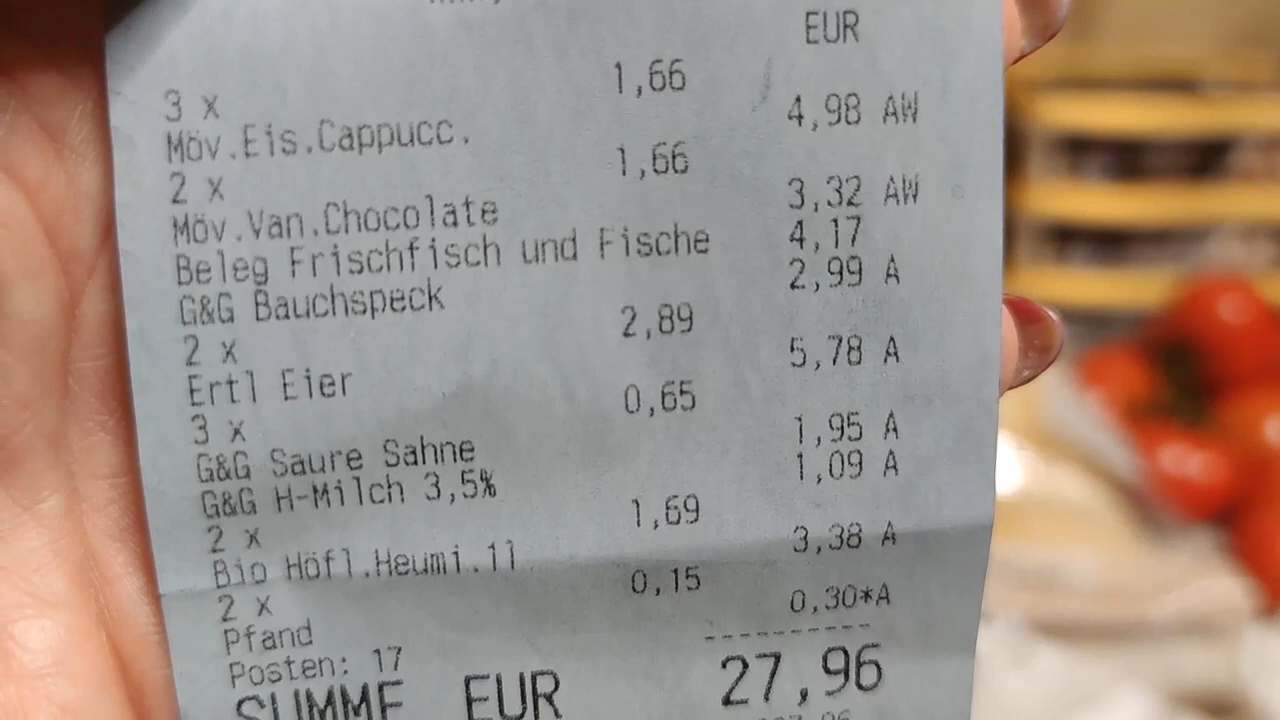 EUR
3 x 1,66
Möv.Eis.Cappucc. 4,98 AW
2 x 1,66
Möv.Van.Chocolate 3,32 AW
Beleg Frischfisch und Fische 4,17
G&G Bauchspeck 2,99 A
2 x 2,89
Ertl Eier 5,78 A
3 x 0,65
G&G Saure Sahne 1,95 A
G&G H-Milch 3,5% 1,09 A
2 x 1,69
Bio Höfl.Heumi.1l 3,38 A
2 x 0,15
Pfand 0,30*A
----------
Posten: 17
SUMME EUR 27,96